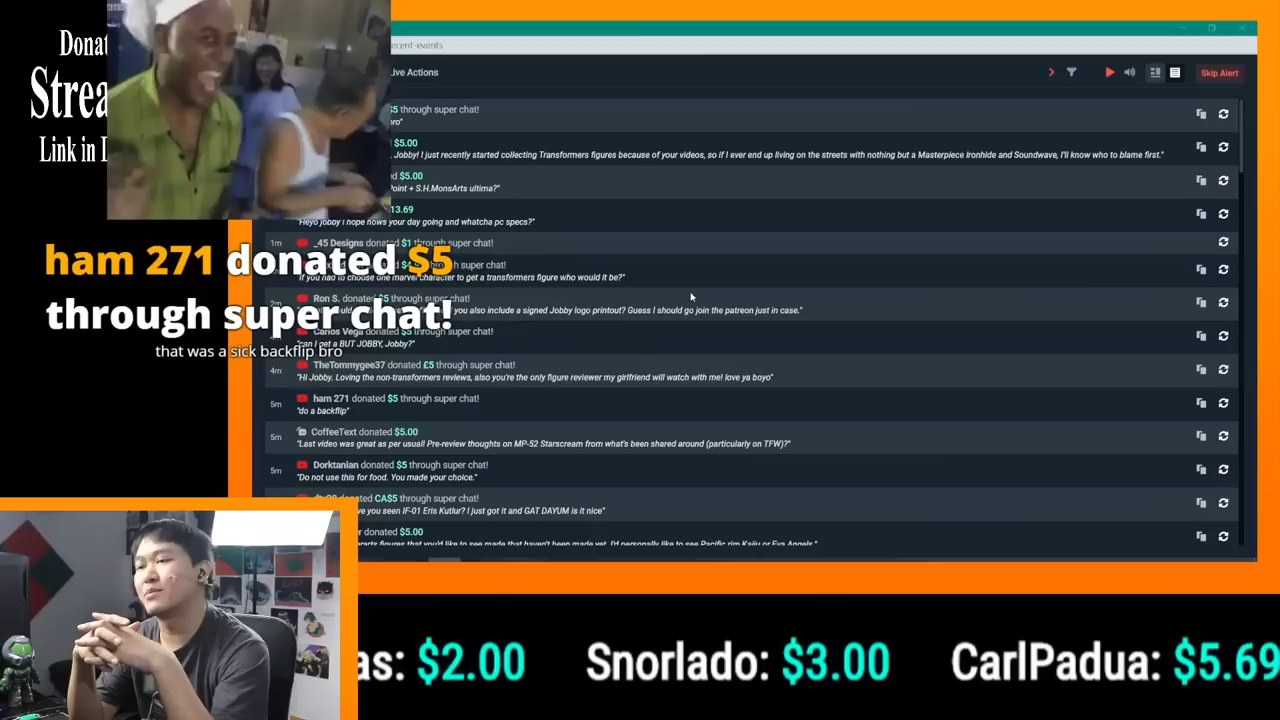 Donat
Strea
Link in
ecent-events
Live Actions
Skip Alert
$5 through super chat!
$5.00
Jobby! I just recently started collecting Transformers figures because of your videos, so if I ever end up living on the streets with nothing but a Masterpiece Ironhide and Soundwave, I'll know who to blame first."
$5.00
Point + S.H.MonsArts ultima?"
13.69
"Heyo jobby I hope hows your day going and whatcha pc specs?"
1m _45 Designs donated $1 through super chat!
through super chat!
"If you had to choose one marvel character to get a transformers figure who would it be?"
ham 271 donated $5
through super chat!
that was a sick backflip bro
2m Ron S. donated $5 through super chat!
you also include a signed Jobby logo printout? Guess I should go join the patreon just in case."
Carlos Vega donated $5 through super chat!
"can I get a BUT JOBBY, Jobby?"
4m TheTommygee37 donated £5 through super chat!
"Hi Jobby. Loving the non-transformers reviews, also you're the only figure reviewer my girlfriend will watch with me! love ya boyo"
5m ham 271 donated $5 through super chat!
"do a backflip"
5m CoffeeText donated $5.00
"Last video was great as per usual! Pre-review thoughts on MP-52 Starscream from what's been shared around (particularly on TFW)?"
5m Dorktanian donated $5 through super chat!
"Do not use this for food. You made your choice."
donated CA$5 through super chat!
ve you seen IF-01 Eris Kutlur? I just got it and GAT DAYUM is it nice"
donated $5.00
figures that you'd like to see made that haven't been made yet. I'd personally like to see Pacific rim Kaiju or Eva Angels."
as: $2.00 Snorlado: $3.00 CarlPadua: $5.69